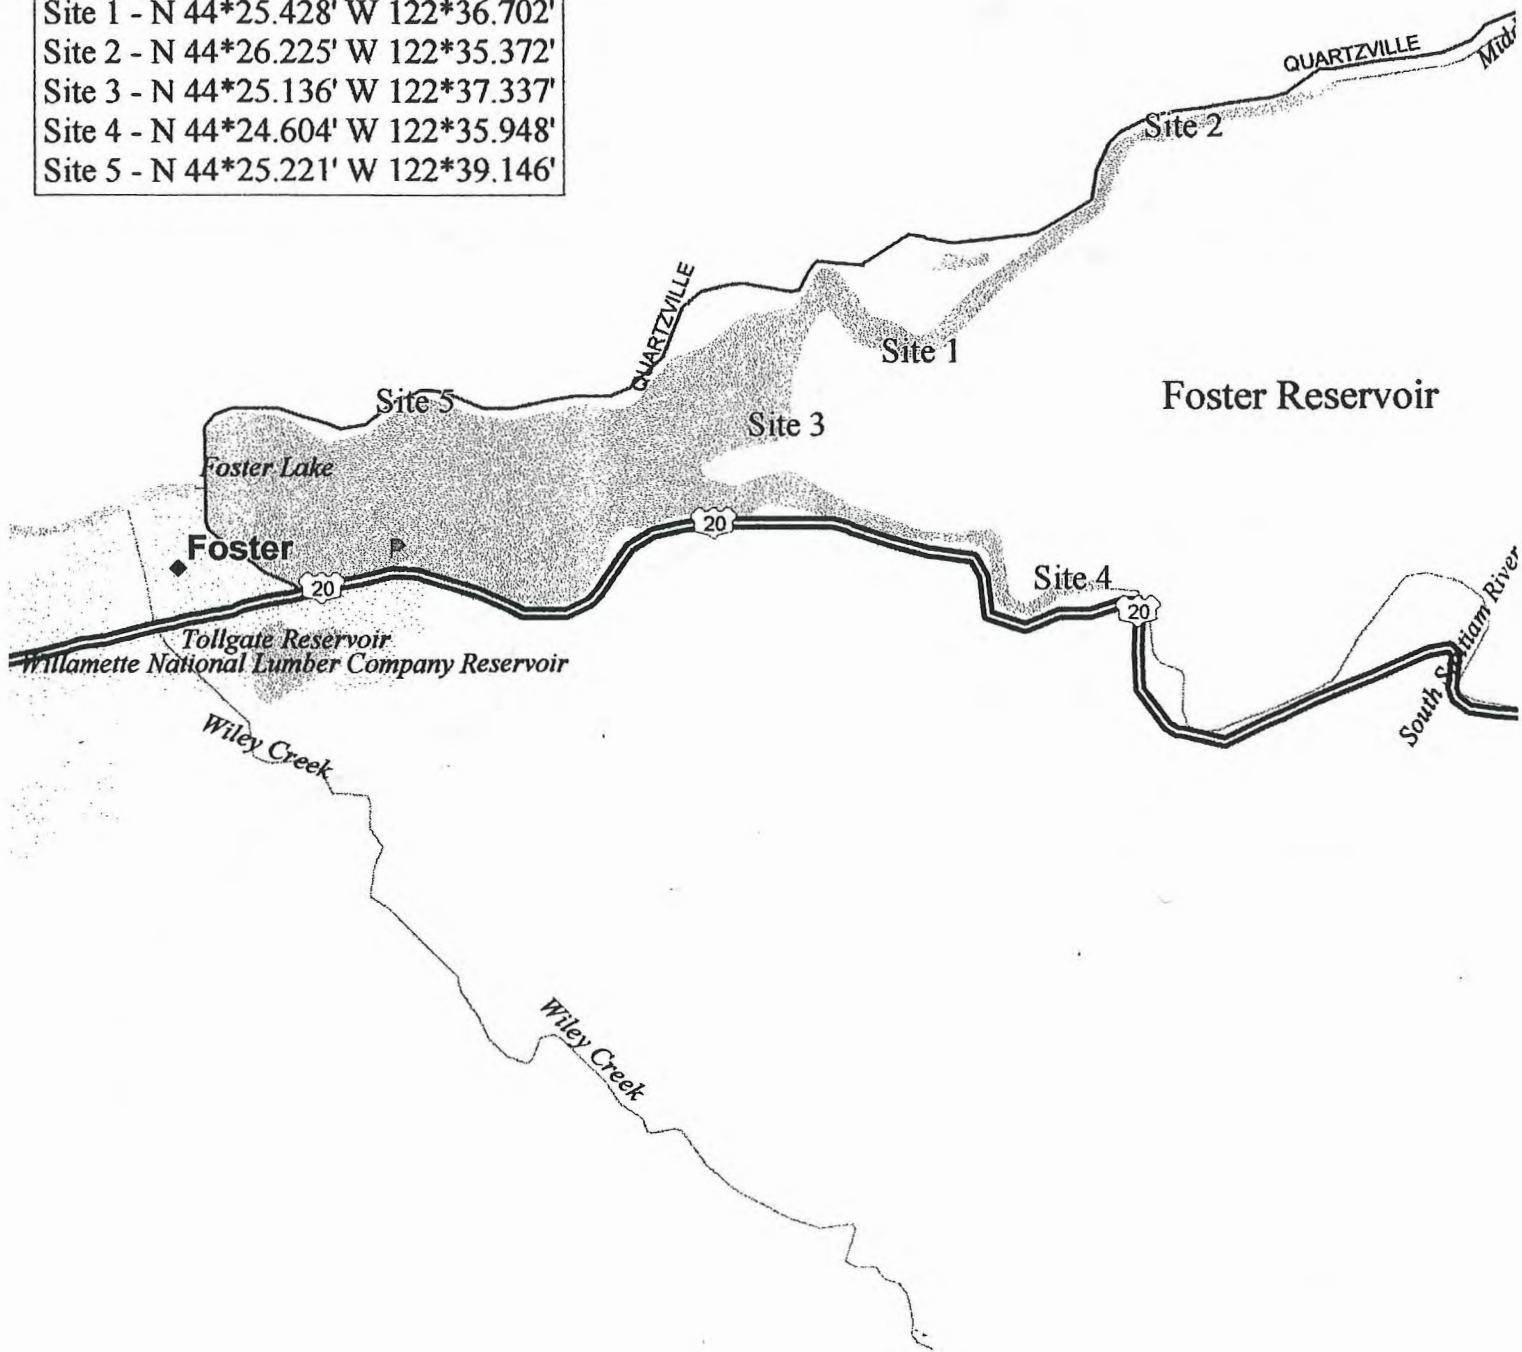 Site 1 - N 44*25.428' W 122*36.702'
Site 2 - N 44*26.225' W 122*35.372'
Site 3 - N 44*25.136' W 122*37.337'
Site 4 - N 44*24.604' W 122*35.948'
Site 5 - N 44*25.221' W 122*39.146'
QUARTZVILLE
Site 2
QUARTZVILLE
Site 1
Foster Reservoir
Site 5
Site 3
Foster Lake
20
Foster
P
20
Site 4
20
South Santiam River
Tollgate Reservoir
Willamette National Lumber Company Reservoir
Wiley Creek
Wiley Creek